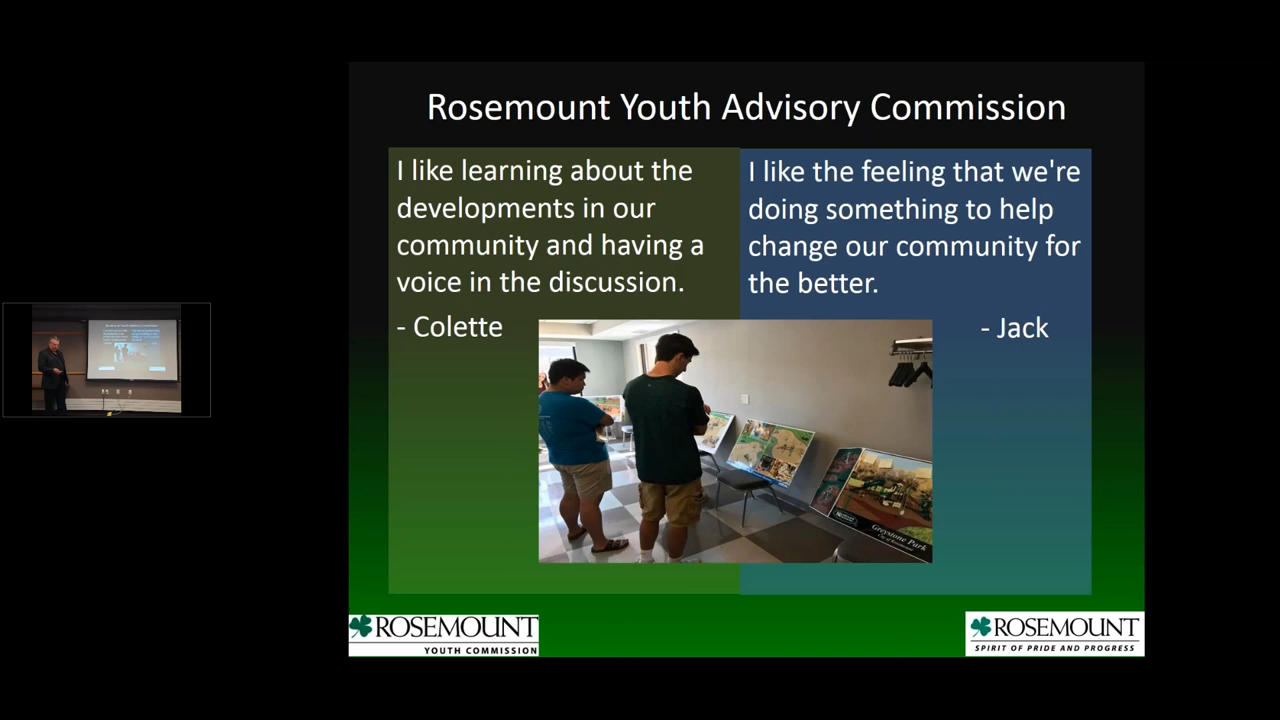 Rosemount Youth Advisory Commission
I like learning about the
developments in our
community and having a
voice in the discussion.
- Colette
I like the feeling that we're
doing something to help
change our community for
the better.
- Jack
Greystone Park
ROSEMOUNT
YOUTH COMMISSION
ROSEMOUNT
SPIRIT OF PRIDE AND PROGRESS